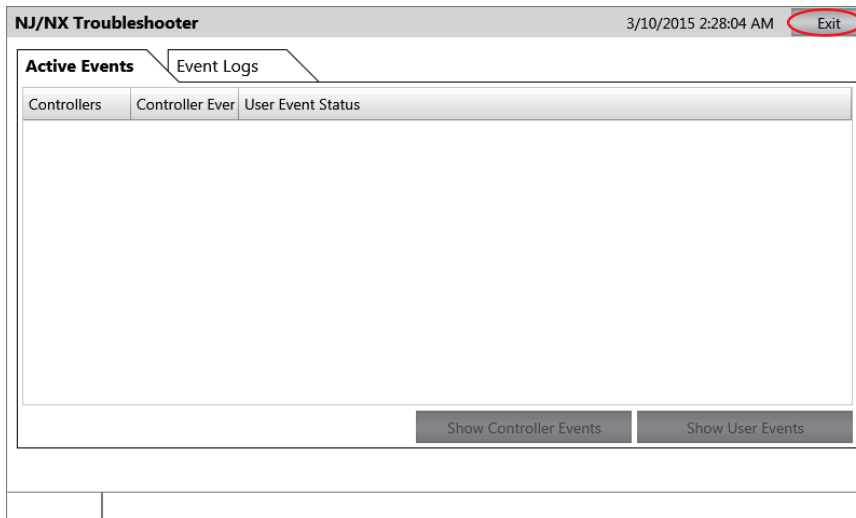 NJ/NX Troubleshooter 3/10/2015 2:28:04 AM Exit
Active Events Event Logs
Controllers Controller Ever User Event Status
Show Controller Events Show User Events